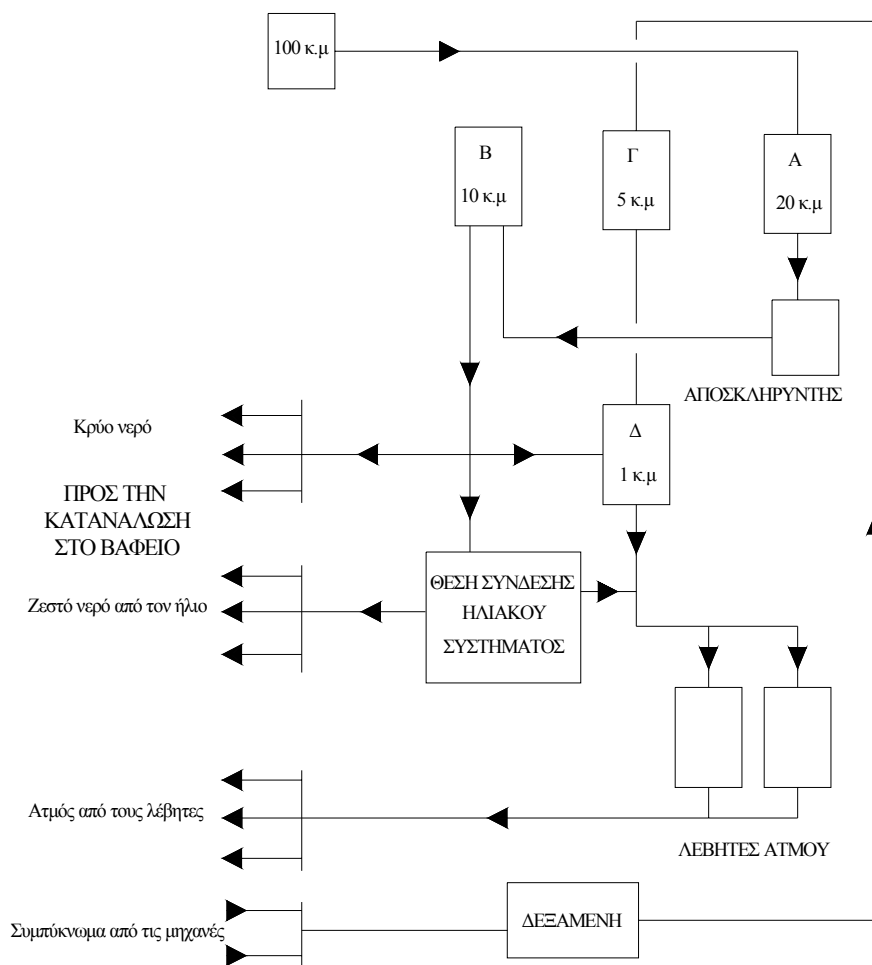 100 κ.μ
Β
10 κ.μ
Γ
5 κ.μ
Α
20 κ.μ
ΑΠΟΣΚΛΗΡΥΝΤΗΣ
Κρύο νερό
Δ
1 κ.μ
ΠΡΟΣ ΤΗΝ
ΚΑΤΑΝΑΛΩΣΗ
ΣΤΟ ΒΑΦΕΙΟ
ΘΕΣΗ ΣΥΝΔΕΣΗΣ
ΗΛΙΑΚΟΥ
ΣΥΣΤΗΜΑΤΟΣ
Ζεστό νερό από τον ήλιο
Ατμός από τους λέβητες
ΛΕΒΗΤΕΣ ΑΤΜΟΥ
ΔΕΞΑΜΕΝΗ
Συμπύκνωμα από τις μηχανές